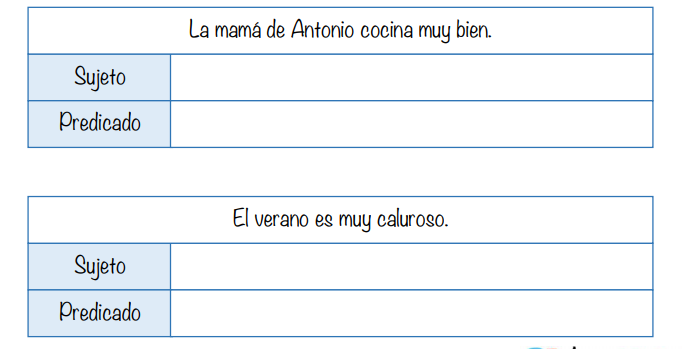 La mamá de Antonio cocina muy bien.
Sujeto
Predicado
El verano es muy caluroso.
Sujeto
Predicado